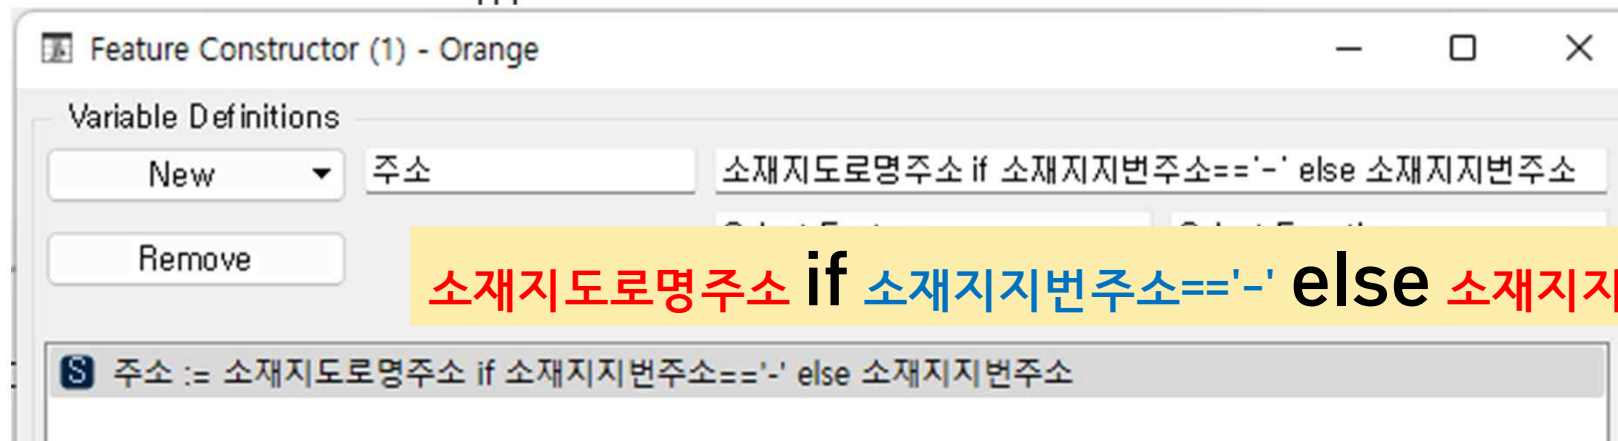 Feature Constructor (1) - Orange
Variable Definitions
New 주소 소재지도로명주소 if 소재지지번주소=='-' else 소재지지번주소
Remove
소재지도로명주소 if 소재지지번주소=='-' else 소재지지
S 주소 := 소재지도로명주소 if 소재지지번주소=='-' else 소재지지번주소